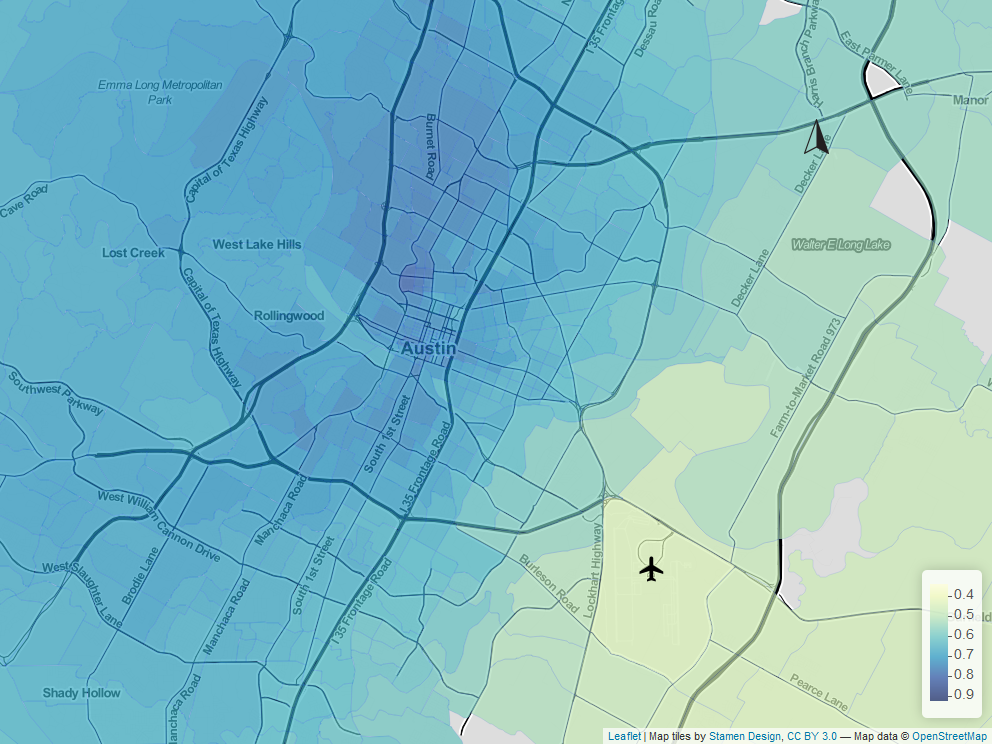 I 35 Frontage
Dessau Roa
Harris Branch Parkwa
East Parmer Lane
Emma Long Metropolitan
Park
Manor
Burnet Road
Capital of Texas Highway
Decker Lane
Cave Road
Lost Creek
West Lake Hills
Walter E Long Lake
Decker Lane
Capital of Texas Highway
Rollingwood
Farm-to-Market Road 973
Austin
Southwest Parkway
South 1st Street
I 35 Frontage Road
West William Cannon Drive
Manchaca Road
Lockhart Highway
West Slaughter Lane
Brodie Lane
South 1st Street
I 35 Frontage Road
Burleson Road
Manchaca Road
0.4
0.5
0.6
0.7
0.8
0.9
Shady Hollow
Manchaca Road
Pearce Lane
Leaflet | Map tiles by Stamen Design, CC BY 3.0 — Map data © OpenStreetMap